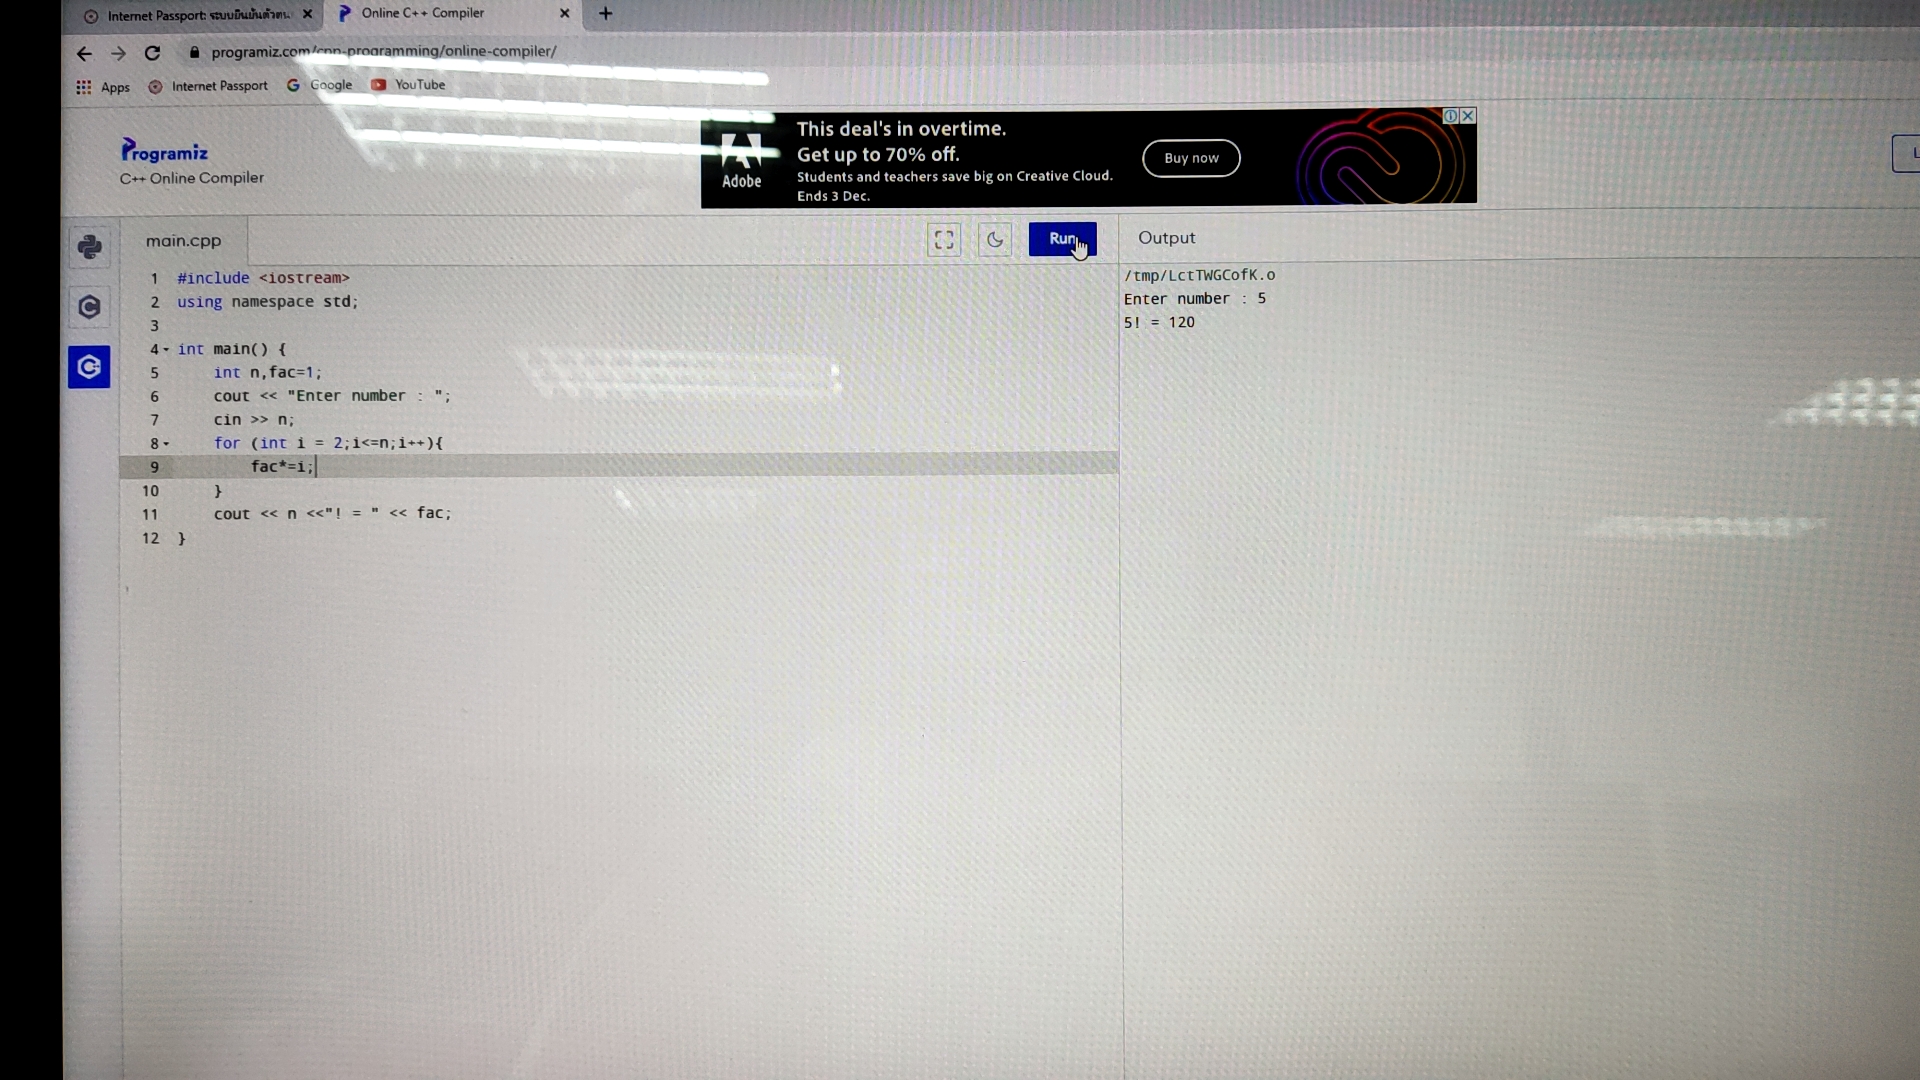 Internet Passport: ระบบยืนยันตัวตน
Online C++ Compiler
programiz.com/cpp-programming/online-compiler/
Apps
Internet Passport
Google
YouTube
Programiz
C++ Online Compiler
Adobe
This deal's in overtime.
Get up to 70% off.
Students and teachers save big on Creative Cloud.
Ends 3 Dec.
Buy now
main.cpp
Run
Output
1 #include <iostream>
2 using namespace std;
3
4 int main() {
5 int n,fac=1;
6 cout << "Enter number : ";
7 cin >> n;
8 for (int i = 2;i<=n;i++){
9 fac*=i;
10 }
11 cout << n <<"! = " << fac;
12 }
/tmp/LctTWGCofK.o
Enter number : 5
5! = 120